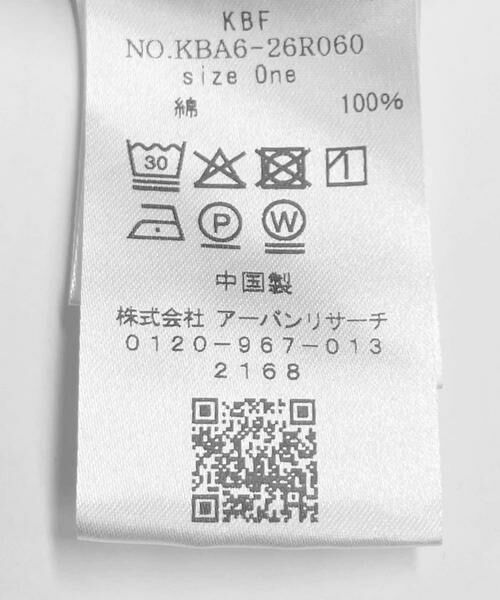 KBF
NO.KBA6-26R060
size One
綿 100%
30
P W
中国製
株式会社 アーバンリサーチ
0120-967-013
2168